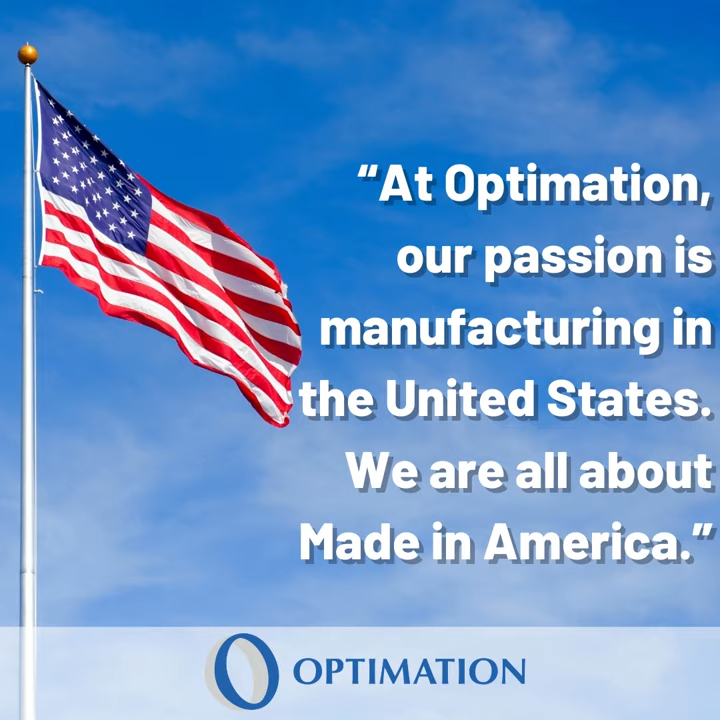 “At Optimation,
our passion is
manufacturing in
the United States.
We are all about
Made in America.”
OPTIMATION